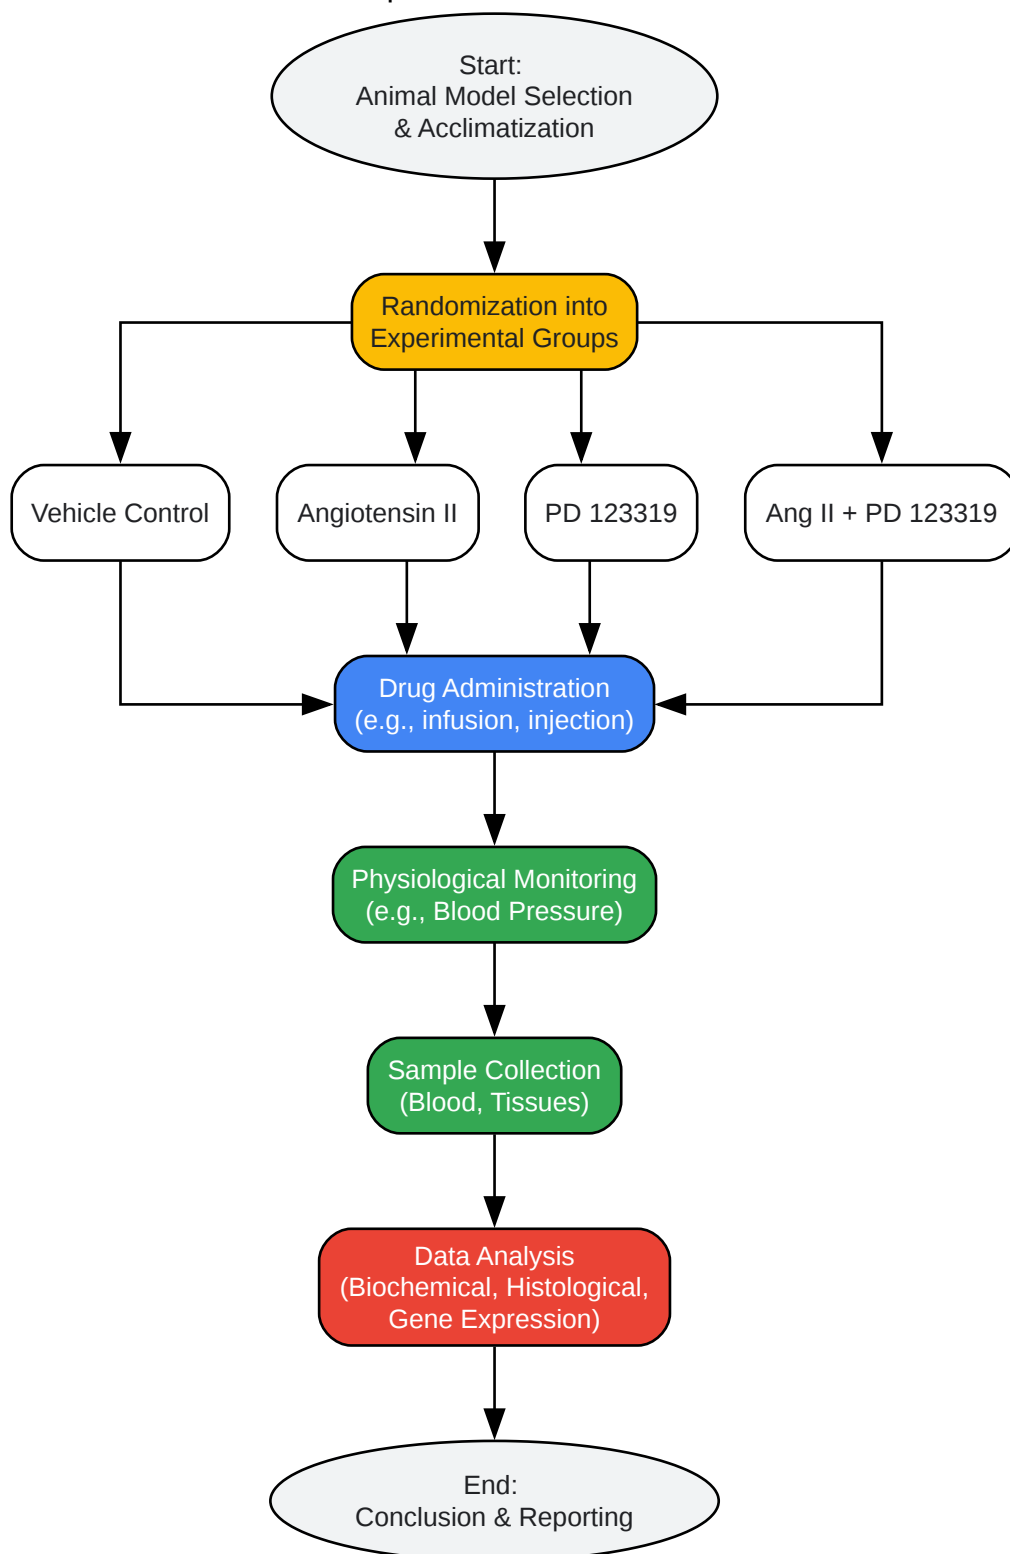 Start:
Animal Model Selection
& Acclimatization
Randomization into
Experimental Groups
Vehicle Control
Angiotensin II
PD 123319
Ang II + PD 123319
Drug Administration
(e.g., infusion, injection)
Physiological Monitoring
(e.g., Blood Pressure)
Sample Collection
(Blood, Tissues)
Data Analysis
(Biochemical, Histological,
Gene Expression)
End:
Conclusion & Reporting